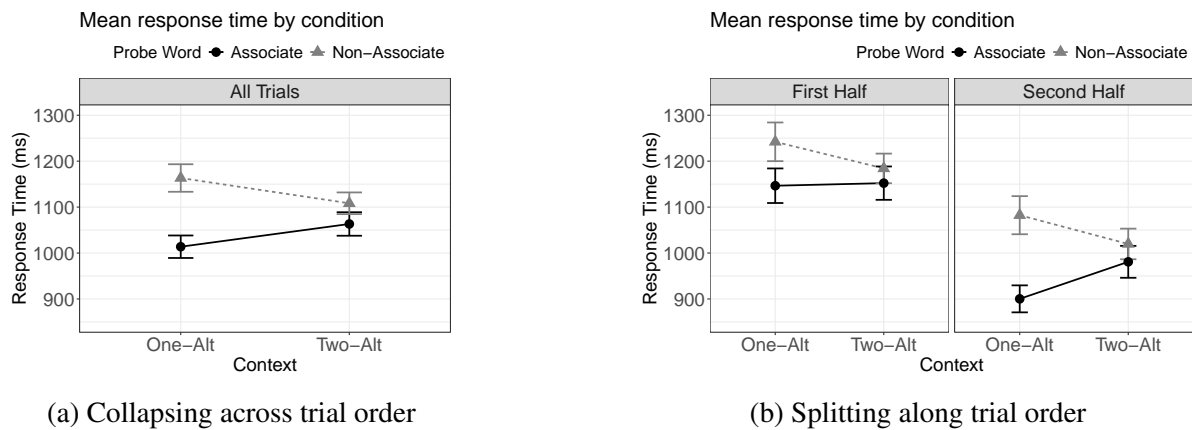 Mean response time by condition
Probe Word Associate Non−Associate
All Trials
1300
1200
1100
1000
900
Response Time (ms)
One−Alt Two−Alt
Context
(a) Collapsing across trial order
Mean response time by condition
Probe Word Associate Non−Associate
First Half Second Half
1300
1200
1100
1000
900
Response Time (ms)
One−Alt Two−Alt One−Alt Two−Alt
Context
(b) Splitting along trial order